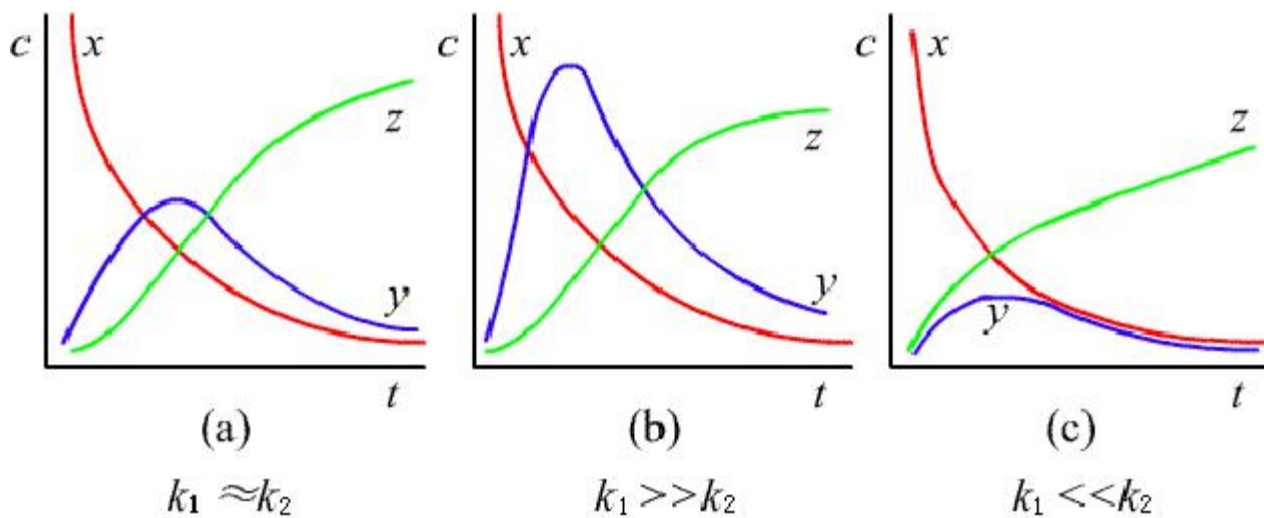 c x z y t
c x z y t
c x z y t
(a) (b) (c)
k₁ ≈k₂ k₁ >>k₂ k₁ <<k₂